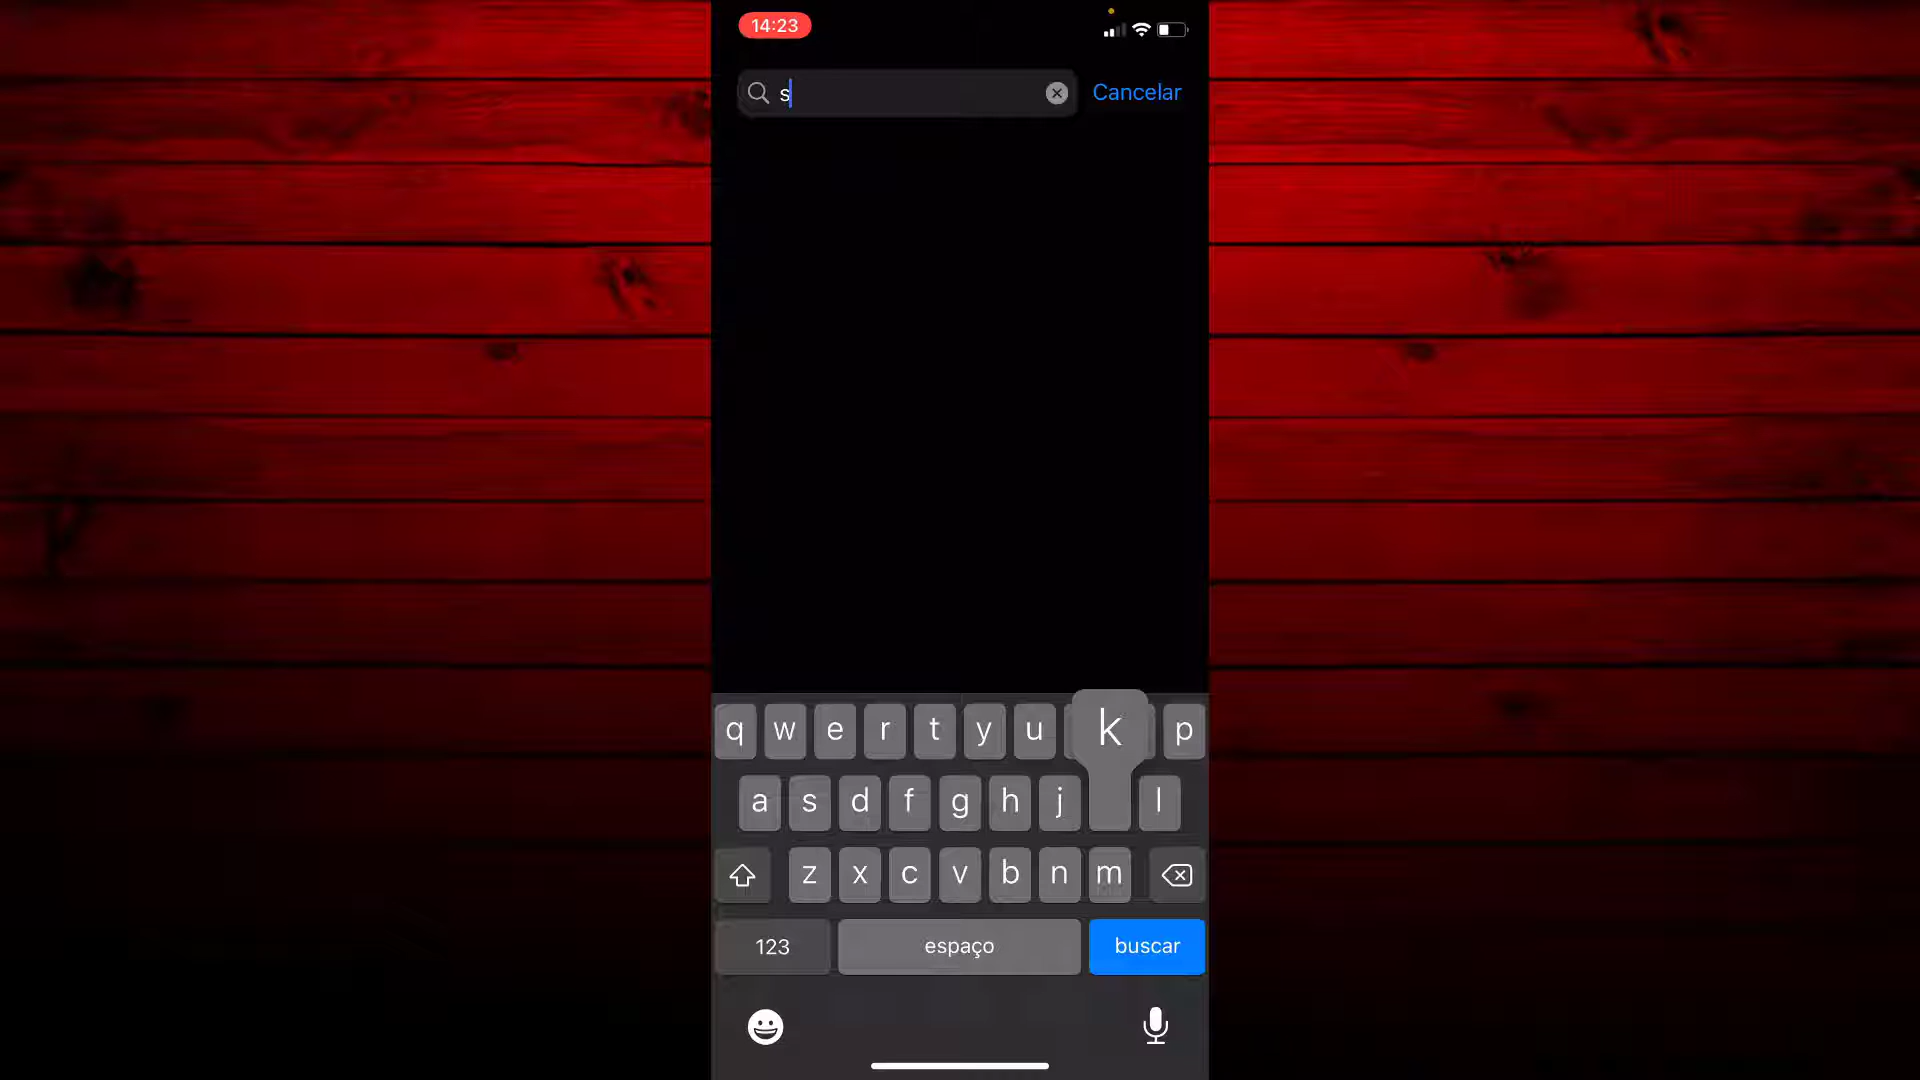 14:23
s
Cancelar
q w e r t y u k p
a s d f g h j l
z x c v b n m
123 espaço buscar